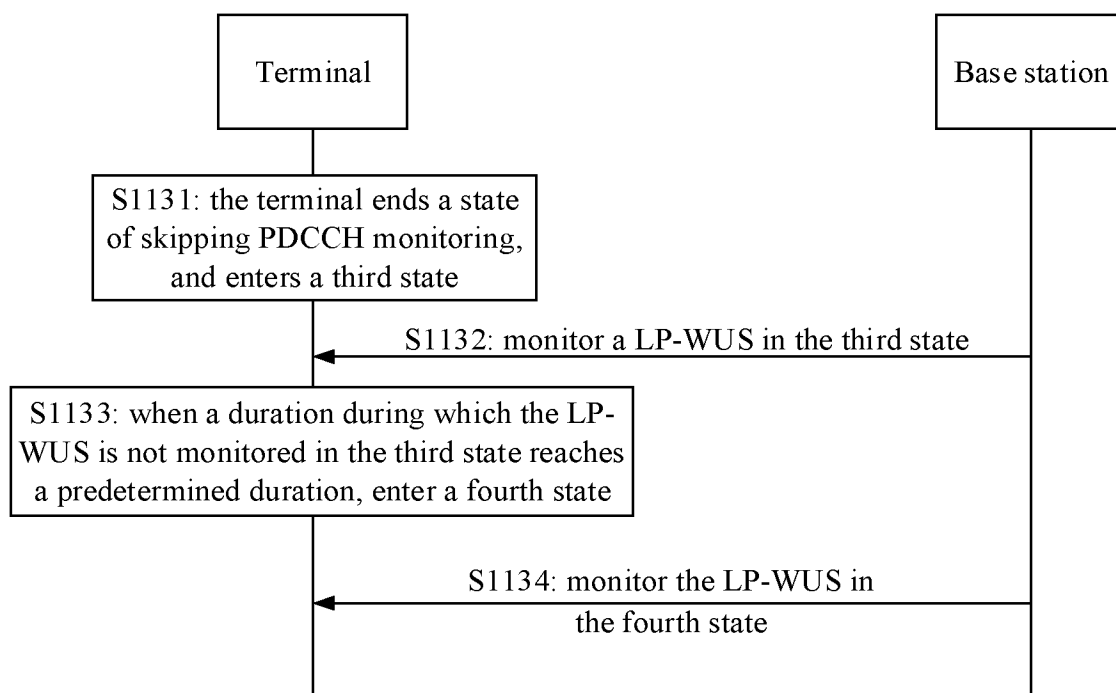 Terminal
Base station
S1131: the terminal ends a state
of skipping PDCCH monitoring,
and enters a third state
S1132: monitor a LP-WUS in the third state
S1133: when a duration during which the LP-
WUS is not monitored in the third state reaches
a predetermined duration, enter a fourth state
S1134: monitor the LP-WUS in
the fourth state